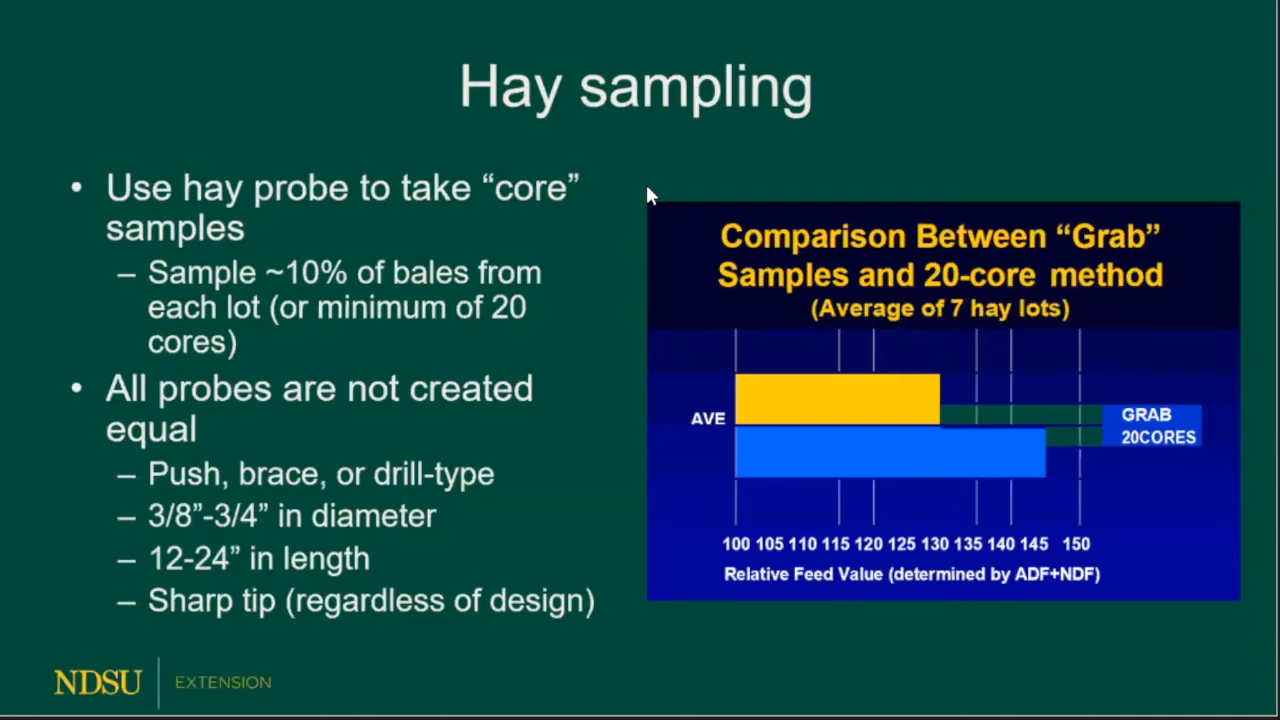 Hay sampling
• Use hay probe to take “core”
samples
– Sample ~10% of bales from
each lot (or minimum of 20
cores)
• All probes are not created
equal
– Push, brace, or drill-type
– 3/8”-3/4” in diameter
– 12-24” in length
– Sharp tip (regardless of design)
Comparison Between “Grab”
Samples and 20-core method
(Average of 7 hay lots)
AVE
GRAB
20CORES
100 105 110 115 120 125 130 135 140 145 150
Relative Feed Value (determined by ADF+NDF)
NDSU EXTENSION